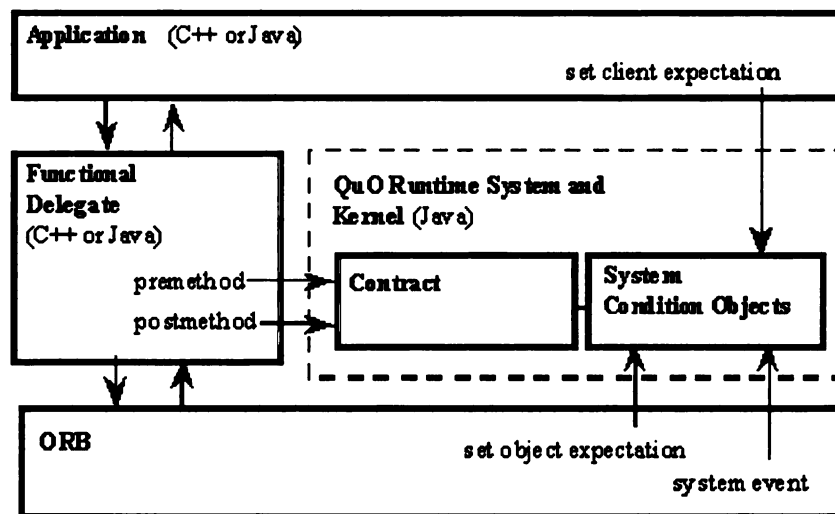 Application (C++ or Java)
set client expectation
Functional
Delegate
(C++ or Java)
QuO Runtime System and
Kernel (Java)
premethod
postmethod
Contract
System
Condition Objects
ORB
set object expectation
system event